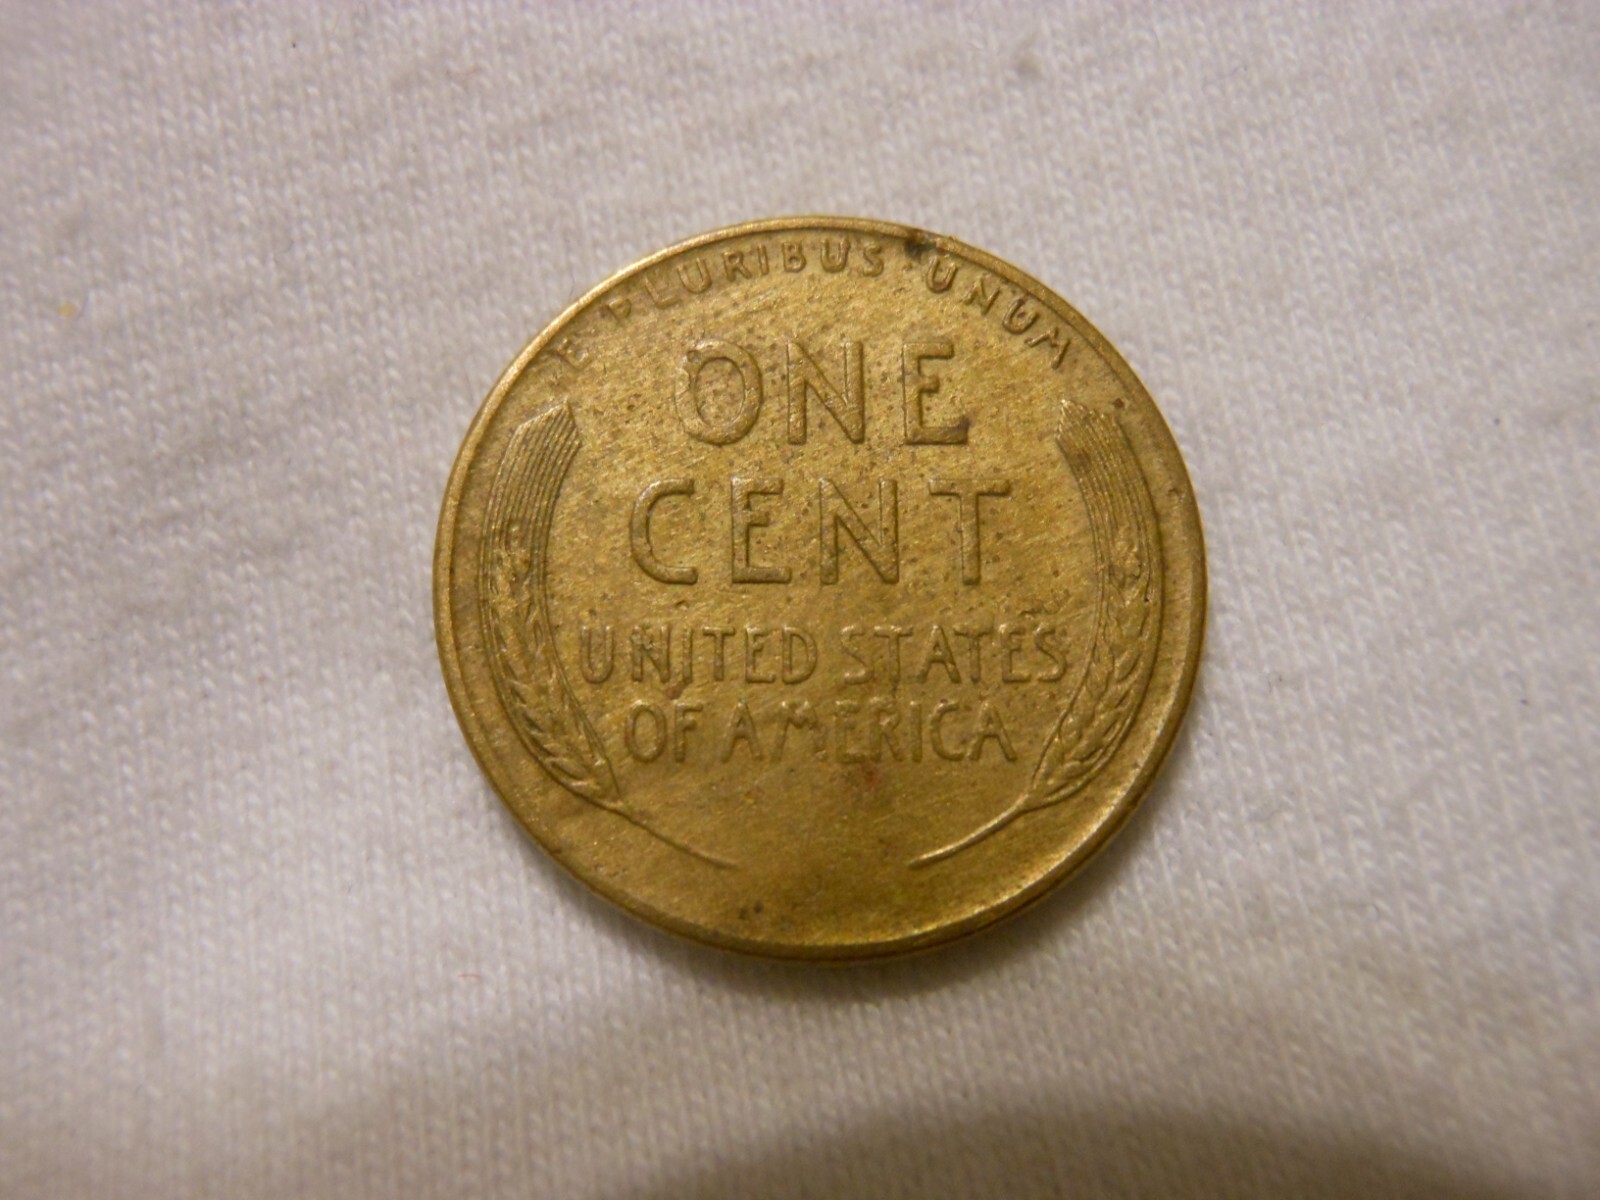 E PLURIBUS UNUM
ONE
CENT
UNITED STATES
OF AMERICA